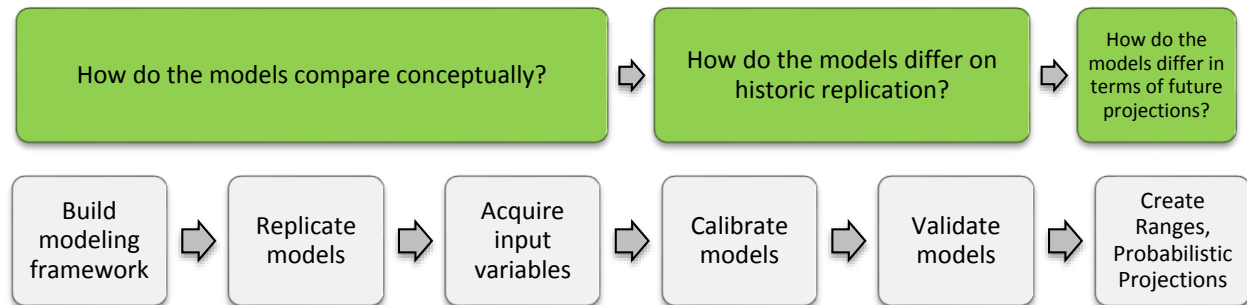 How do the models compare conceptually?
How do the models differ on
historic replication?
How do the
models differ in
terms of future
projections?
Build
modeling
framework
Replicate
models
Acquire
input
variables
Calibrate
models
Validate
models
Create
Ranges,
Probabilistic
Projections